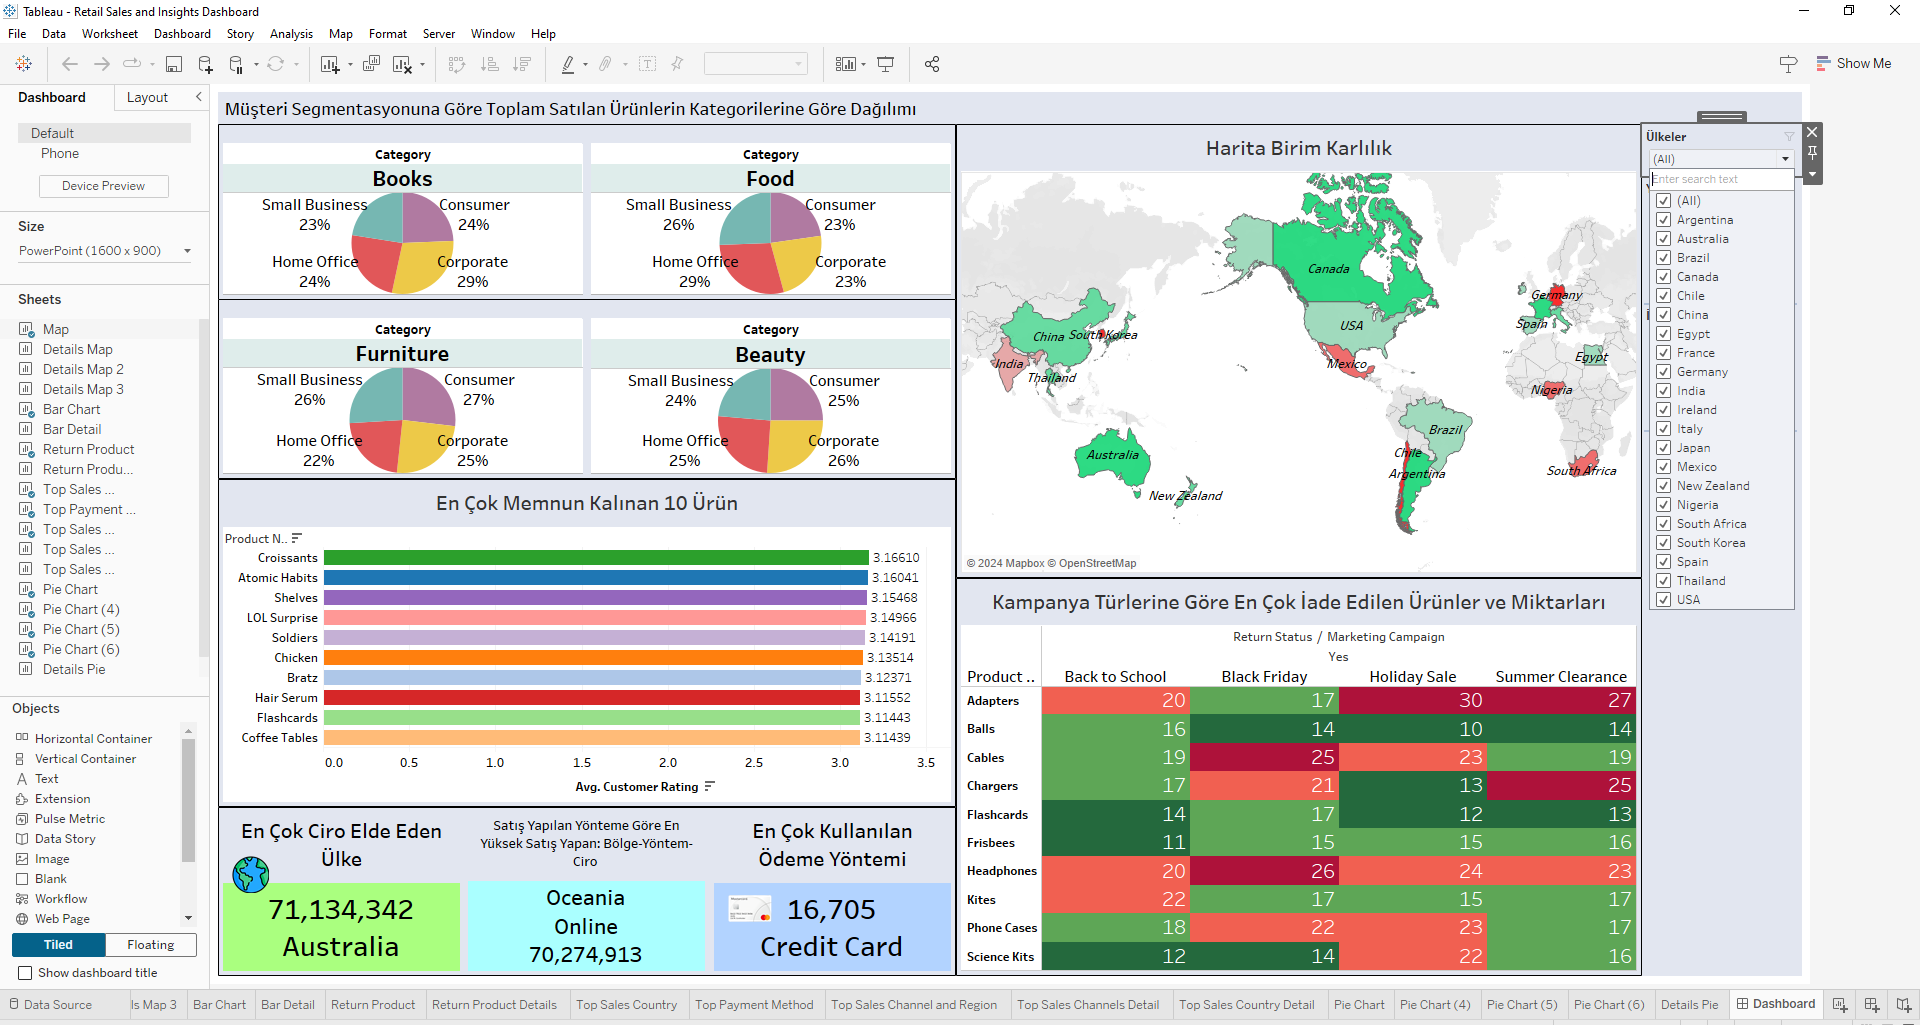 Tableau - Retail Sales and Insights Dashboard
File Data Worksheet Dashboard Story Analysis Map Format Server Window Help
Show Me
Dashboard Layout
Default
Phone
Device Preview
Size
PowerPoint (1600 x 900)
Sheets
Map
Details Map
Details Map 2
Details Map 3
Bar Chart
Bar Detail
Return Product
Return Produ...
Top Sales ...
Top Payment ...
Top Sales ...
Top Sales ...
Top Sales ...
Pie Chart
Pie Chart (4)
Pie Chart (5)
Pie Chart (6)
Details Pie
Objects
Horizontal Container
Vertical Container
Text
Extension
Pulse Metric
Data Story
Image
Blank
Workflow
Web Page
Tiled Floating
Show dashboard title
Müşteri Segmentasyonuna Göre Toplam Satılan Ürünlerin Kategorilerine Göre Dağılımı
Category
Books
Small Business
23%
Consumer
24%
Home Office
24%
Corporate
29%
Category
Food
Small Business
26%
Consumer
23%
Home Office
29%
Corporate
23%
Category
Furniture
Small Business
26%
Consumer
27%
Home Office
22%
Corporate
25%
Category
Beauty
Small Business
24%
Consumer
25%
Home Office
25%
Corporate
26%
En Çok Memnun Kalınan 10 Ürün
Product N..
Croissants 3.16610
Atomic Habits 3.16041
Shelves 3.15468
LOL Surprise 3.14966
Soldiers 3.14191
Chicken 3.13514
Bratz 3.12371
Hair Serum 3.11552
Flashcards 3.11443
Coffee Tables 3.11439
0.0 0.5 1.0 1.5 2.0 2.5 3.0 3.5
Avg. Customer Rating
En Çok Ciro Elde Eden
Ülke
71,134,342
Australia
Satış Yapılan Yönteme Göre En
Yüksek Satış Yapan: Bölge-Yöntem-
Ciro
Oceania
Online
70,274,913
En Çok Kullanılan
Ödeme Yöntemi
16,705
Credit Card
Harita Birim Karlılık
Canada
Germany
USA
Spain
China
South Korea
Egypt
India
Mexico
Thailand
Nigeria
Brazil
Chile
Australia
South Africa
Argentina
New Zealand
© 2024 Mapbox © OpenStreetMap
Kampanya Türlerine Göre En Çok İade Edilen Ürünler ve Miktarları
Return Status / Marketing Campaign
Yes
Product .. Back to School Black Friday Holiday Sale Summer Clearance
Adapters 20 17 30 27
Balls 16 14 10 14
Cables 19 25 23 19
Chargers 17 21 13 25
Flashcards 14 17 12 13
Frisbees 11 15 15 16
Headphones 20 26 24 23
Kites 22 17 15 17
Phone Cases 18 22 23 17
Science Kits 12 14 22 16
Ülkeler
(All)
Enter search text
(All)
Argentina
Australia
Brazil
Canada
Chile
China
Egypt
France
Germany
India
Ireland
Italy
Japan
Mexico
New Zealand
Nigeria
South Africa
South Korea
Spain
Thailand
USA
Data Source ls Map 3 Bar Chart Bar Detail Return Product Return Product Details Top Sales Country Top Payment Method Top Sales Channel and Region Top Sales Channels Detail Top Sales Country Detail Pie Chart Pie Chart (4) Pie Chart (5) Pie Chart (6) Details Pie Dashboard